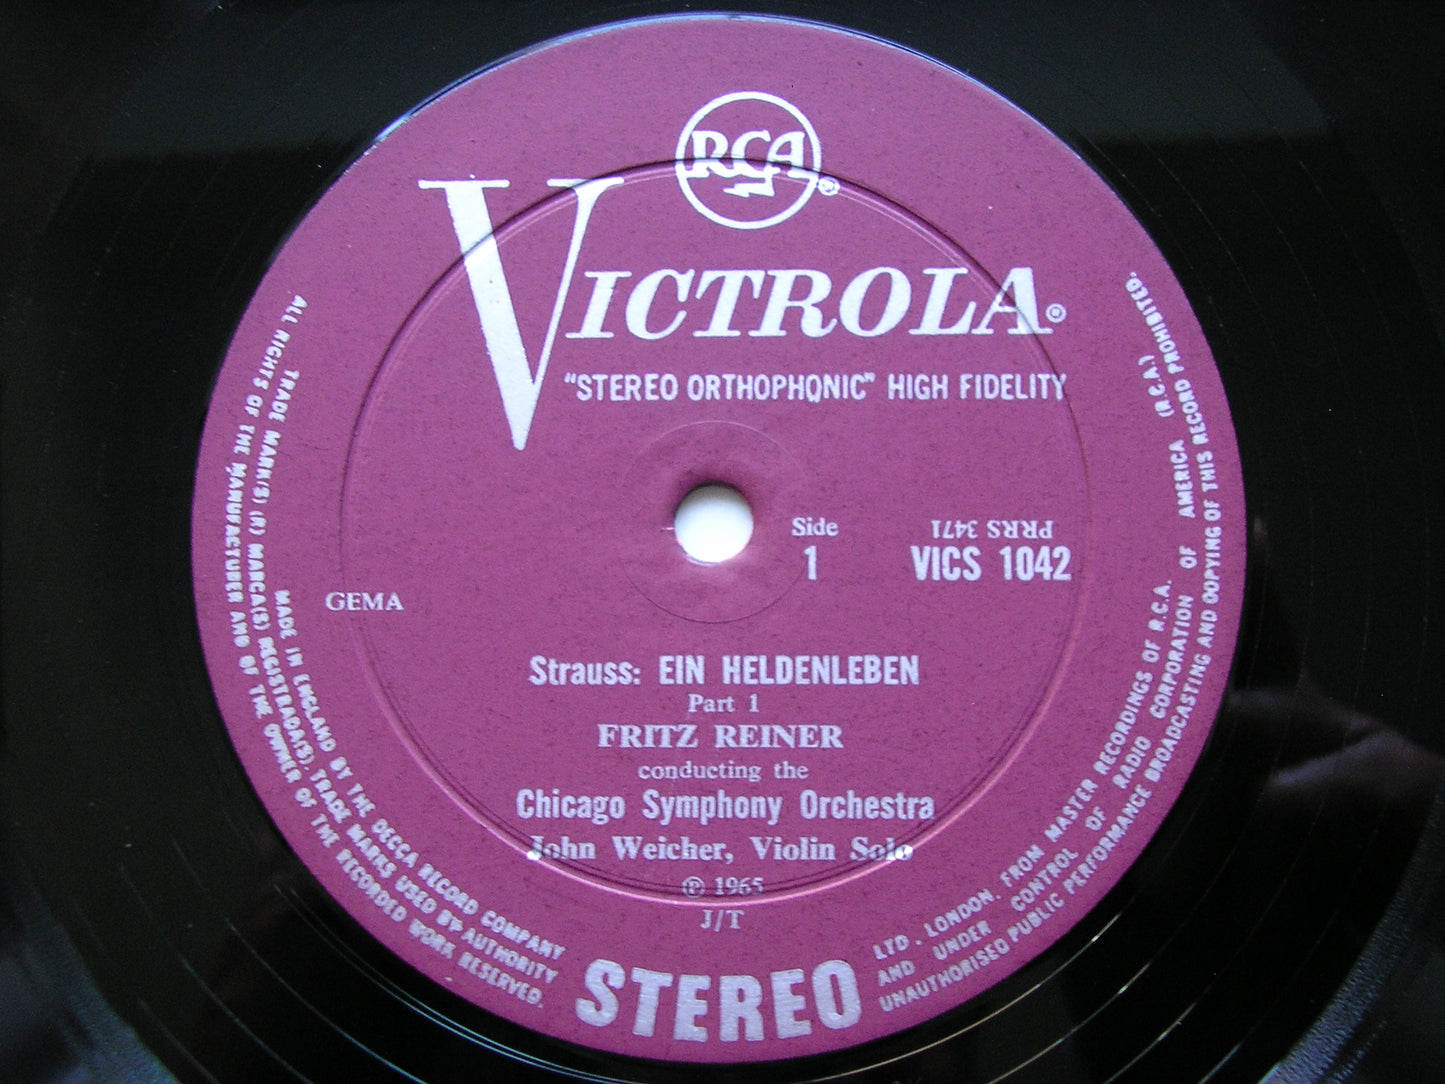 RCA®
VICTROLA®
"STEREO ORTHOPHONIC" HIGH FIDELITY
Side
1
PRRS 3471
VICS 1042
GEMA
Strauss: EIN HELDENLEBEN
Part 1
FRITZ REINER
conducting the
Chicago Symphony Orchestra
John Weicher, Violin Solo
℗ 1965
J/T
STEREO
ALL RIGHTS OF THE MANUFACTURER AND OF THE OWNER OF THE RECORDED WORK RESERVED.
TRADE MARK(S) (R) MARCA(S) REGISTRADA(S), TRADE MARKS USED BY AUTHORITY
MADE IN ENGLAND BY THE DECCA RECORD COMPANY
LTD., LONDON, FROM MASTER RECORDINGS OF R.C.A.
AND UNDER CONTROL OF RADIO CORPORATION OF AMERICA (R.C.A.)
UNAUTHORISED PUBLIC PERFORMANCE BROADCASTING AND COPYING OF THIS RECORD PROHIBITED.